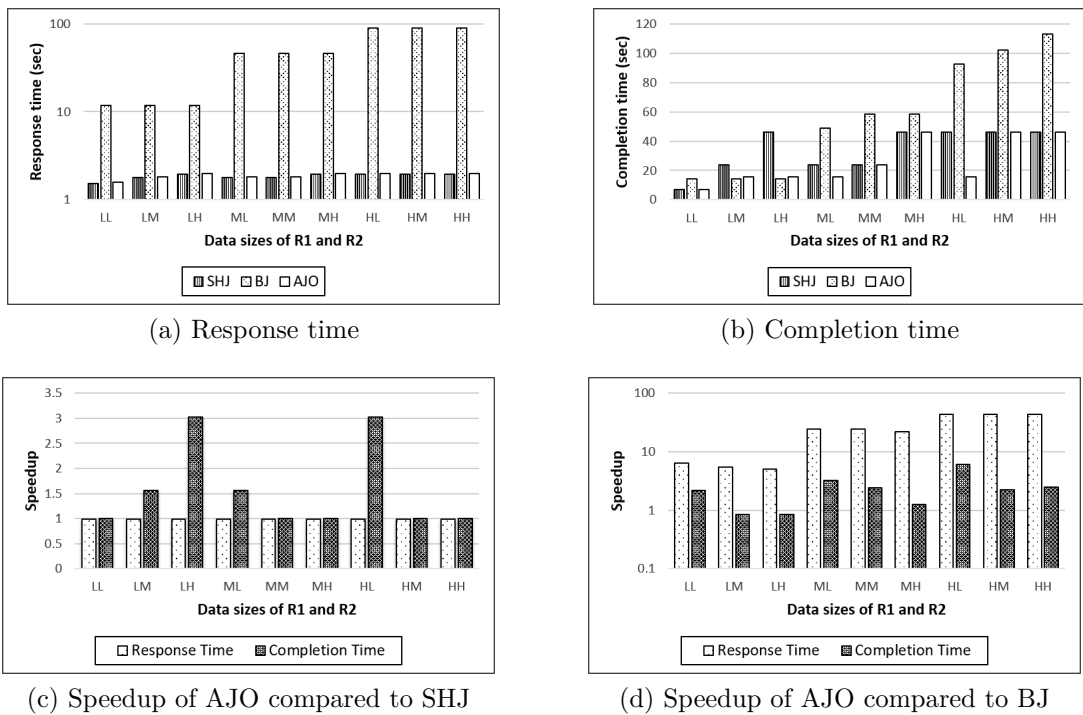 100
10
1
Response time (sec)
LL LM LH ML MM MH HL HM HH
Data sizes of R1 and R2
SHJ BJ AJO
(a) Response time
120
100
80
60
40
20
0
Completion time (sec)
LL LM LH ML MM MH HL HM HH
Data sizes of R1 and R2
SHJ BJ AJO
(b) Completion time
3.5
3
2.5
2
1.5
1
0.5
0
Speedup
LL LM LH ML MM MH HL HM HH
Data sizes of R1 and R2
Response Time Completion Time
(c) Speedup of AJO compared to SHJ
100
10
1
0.1
Speedup
LL LM LH ML MM MH HL HM HH
Data sizes of R1 and R2
Response Time Completion Time
(d) Speedup of AJO compared to BJ